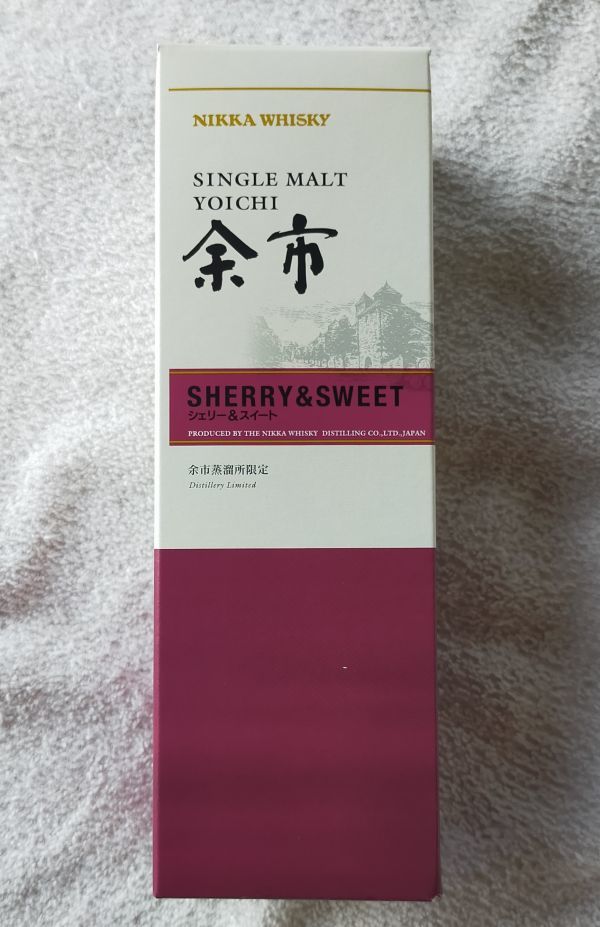 NIKKA WHISKY
SINGLE MALT
YOICHI
余市
SHERRY&SWEET
シェリー&スイート
PRODUCED BY THE NIKKA WHISKY DISTILLING CO.,LTD.,JAPAN
余市蒸溜所限定
Distillery Limited